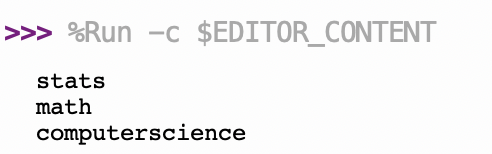 >>> %Run -c $EDITOR_CONTENT
stats
math
computerscience